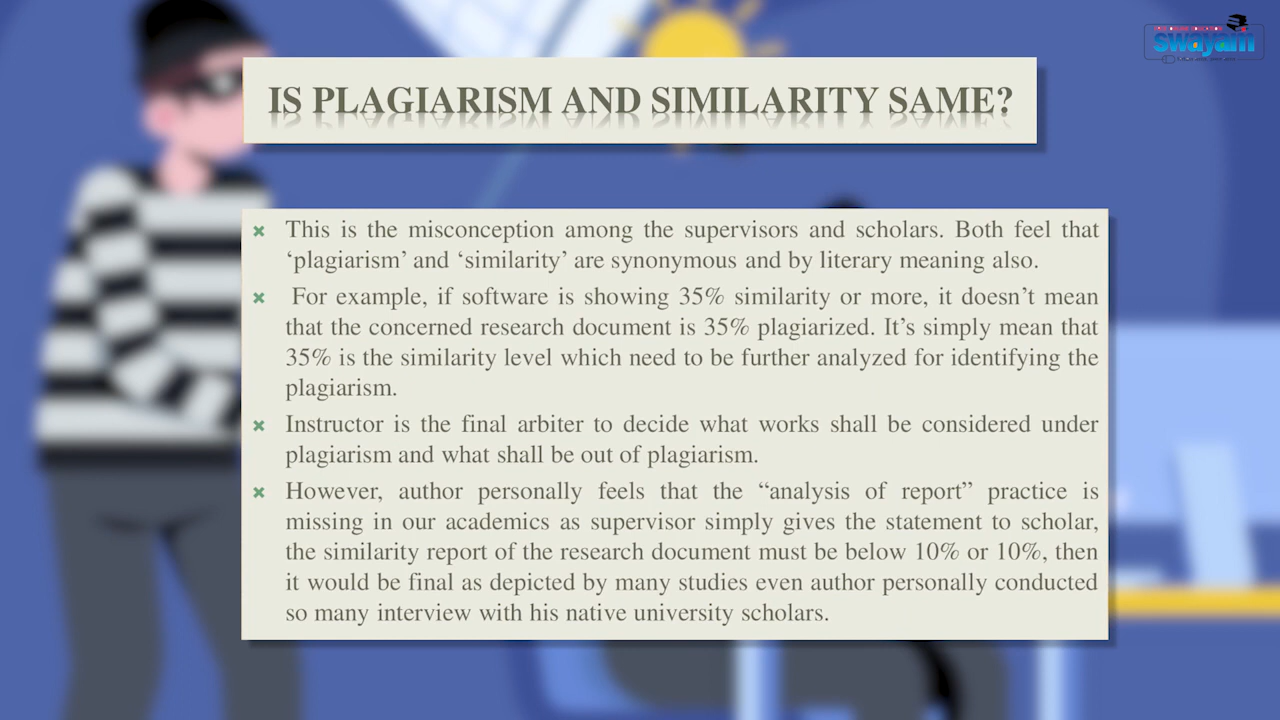 swayam
IS PLAGIARISM AND SIMILARITY SAME?
This is the misconception among the supervisors and scholars. Both feel that
‘plagiarism’ and ‘similarity’ are synonymous and by literary meaning also.
For example, if software is showing 35% similarity or more, it doesn’t mean
that the concerned research document is 35% plagiarized. It’s simply mean that
35% is the similarity level which need to be further analyzed for identifying the
plagiarism.
Instructor is the final arbiter to decide what works shall be considered under
plagiarism and what shall be out of plagiarism.
However, author personally feels that the “analysis of report” practice is
missing in our academics as supervisor simply gives the statement to scholar,
the similarity report of the research document must be below 10% or 10%, then
it would be final as depicted by many studies even author personally conducted
so many interview with his native university scholars.